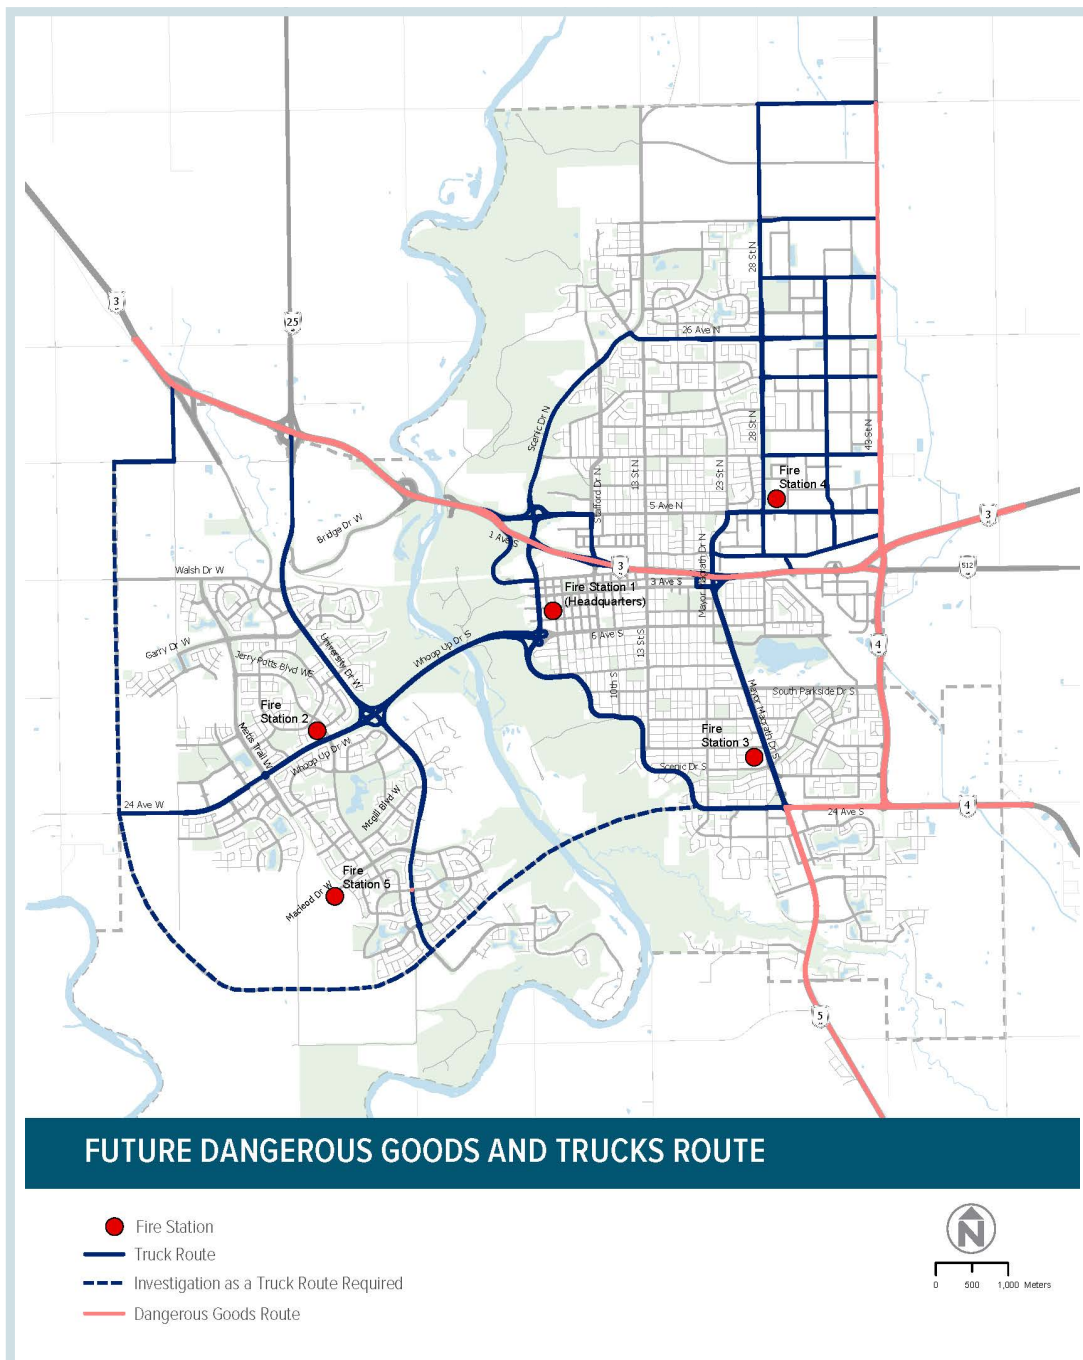 3
25
28 St N
26 Ave N
Scenic Dr N
28 St N
43 St N
Stafford Dr N
13 St N
23 St N
Fire
Station 4
5 Ave N
Bridge Dr W
1 Ave S
3
3
Mayor Magrath Dr N
512
Walsh Dr W
3 Ave S
Fire Station 1
(Headquarters)
Garry Dr W
University Dr W
Whoop Up Dr S
6 Ave S
13 St S
4
Jerry Potts Blvd W
10th S
South Parkside Dr S
Mayor Magrath Dr S
Fire
Station 2
Metis Trail W
Whoop Up Dr W
Fire
Station 3
Scenic Dr S
24 Ave W
Mcgill Blvd W
24 Ave S
4
Fire
Station 5
Macleod Dr W
5
FUTURE DANGEROUS GOODS AND TRUCKS ROUTE
Fire Station
Truck Route
Investigation as a Truck Route Required
Dangerous Goods Route
N
0 500 1,000 Meters